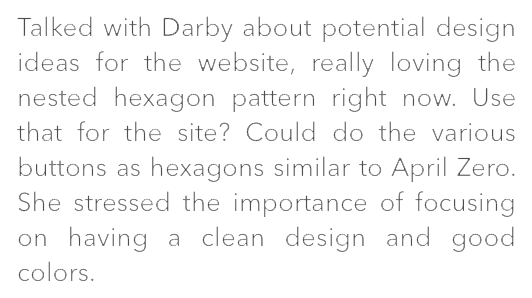 Talked with Darby about potential design
ideas for the website, really loving the
nested hexagon pattern right now. Use
that for the site? Could do the various
buttons as hexagons similar to April Zero.
She stressed the importance of focusing
on having a clean design and good
colors.